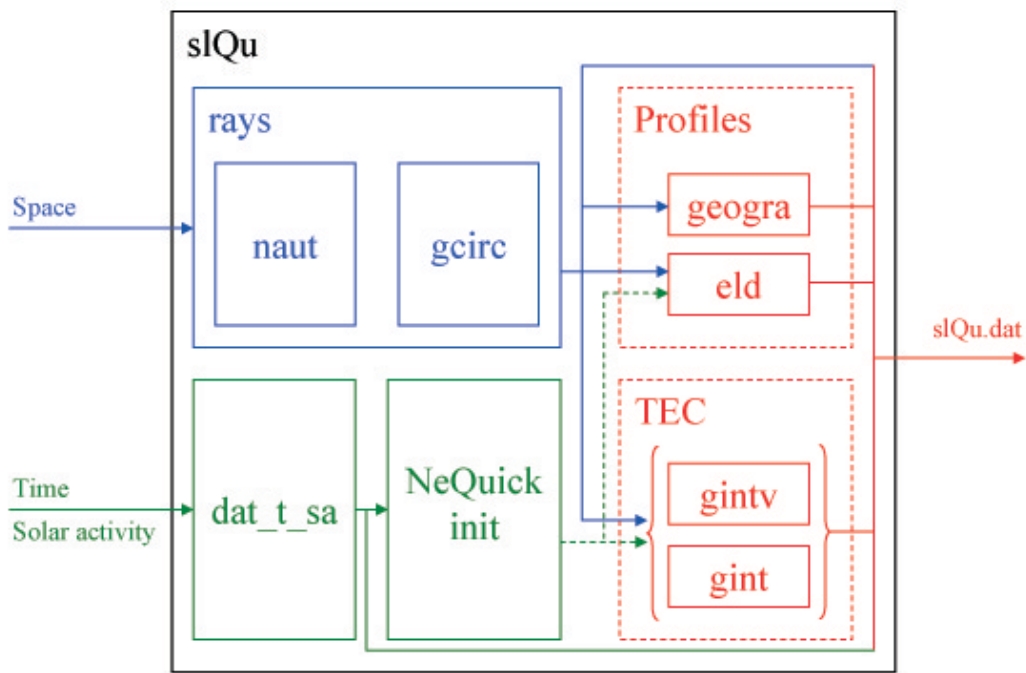 slQu
rays
naut
gcirc
Space
Profiles
geogra
eld
slQu.dat
Time
Solar activity
dat_t_sa
NeQuick
init
TEC
gintv
gint